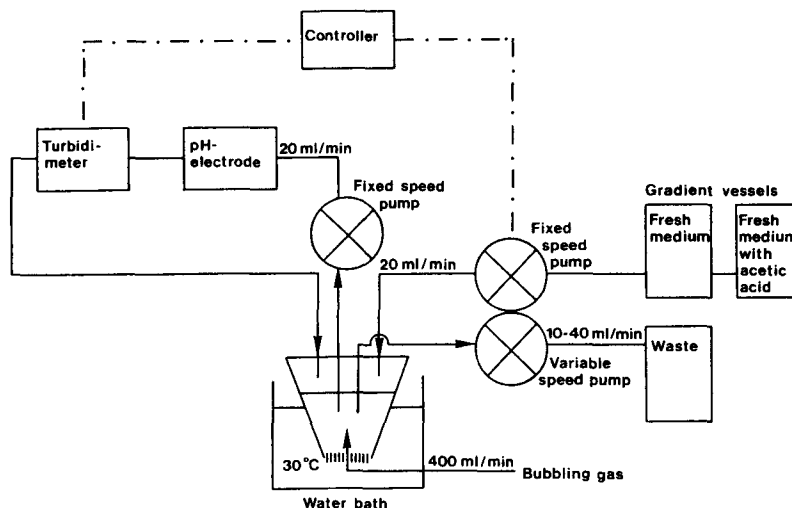 Controller
Turbidi-
meter
pH-
electrode
20 ml/min
Fixed speed
pump
Gradient vessels
Fresh
medium
Fresh
medium
with
acetic
acid
Fixed
speed
pump
20 ml/min
10-40 ml/min
Variable
speed pump
Waste
30°C
400 ml/min
Bubbling gas
Water bath